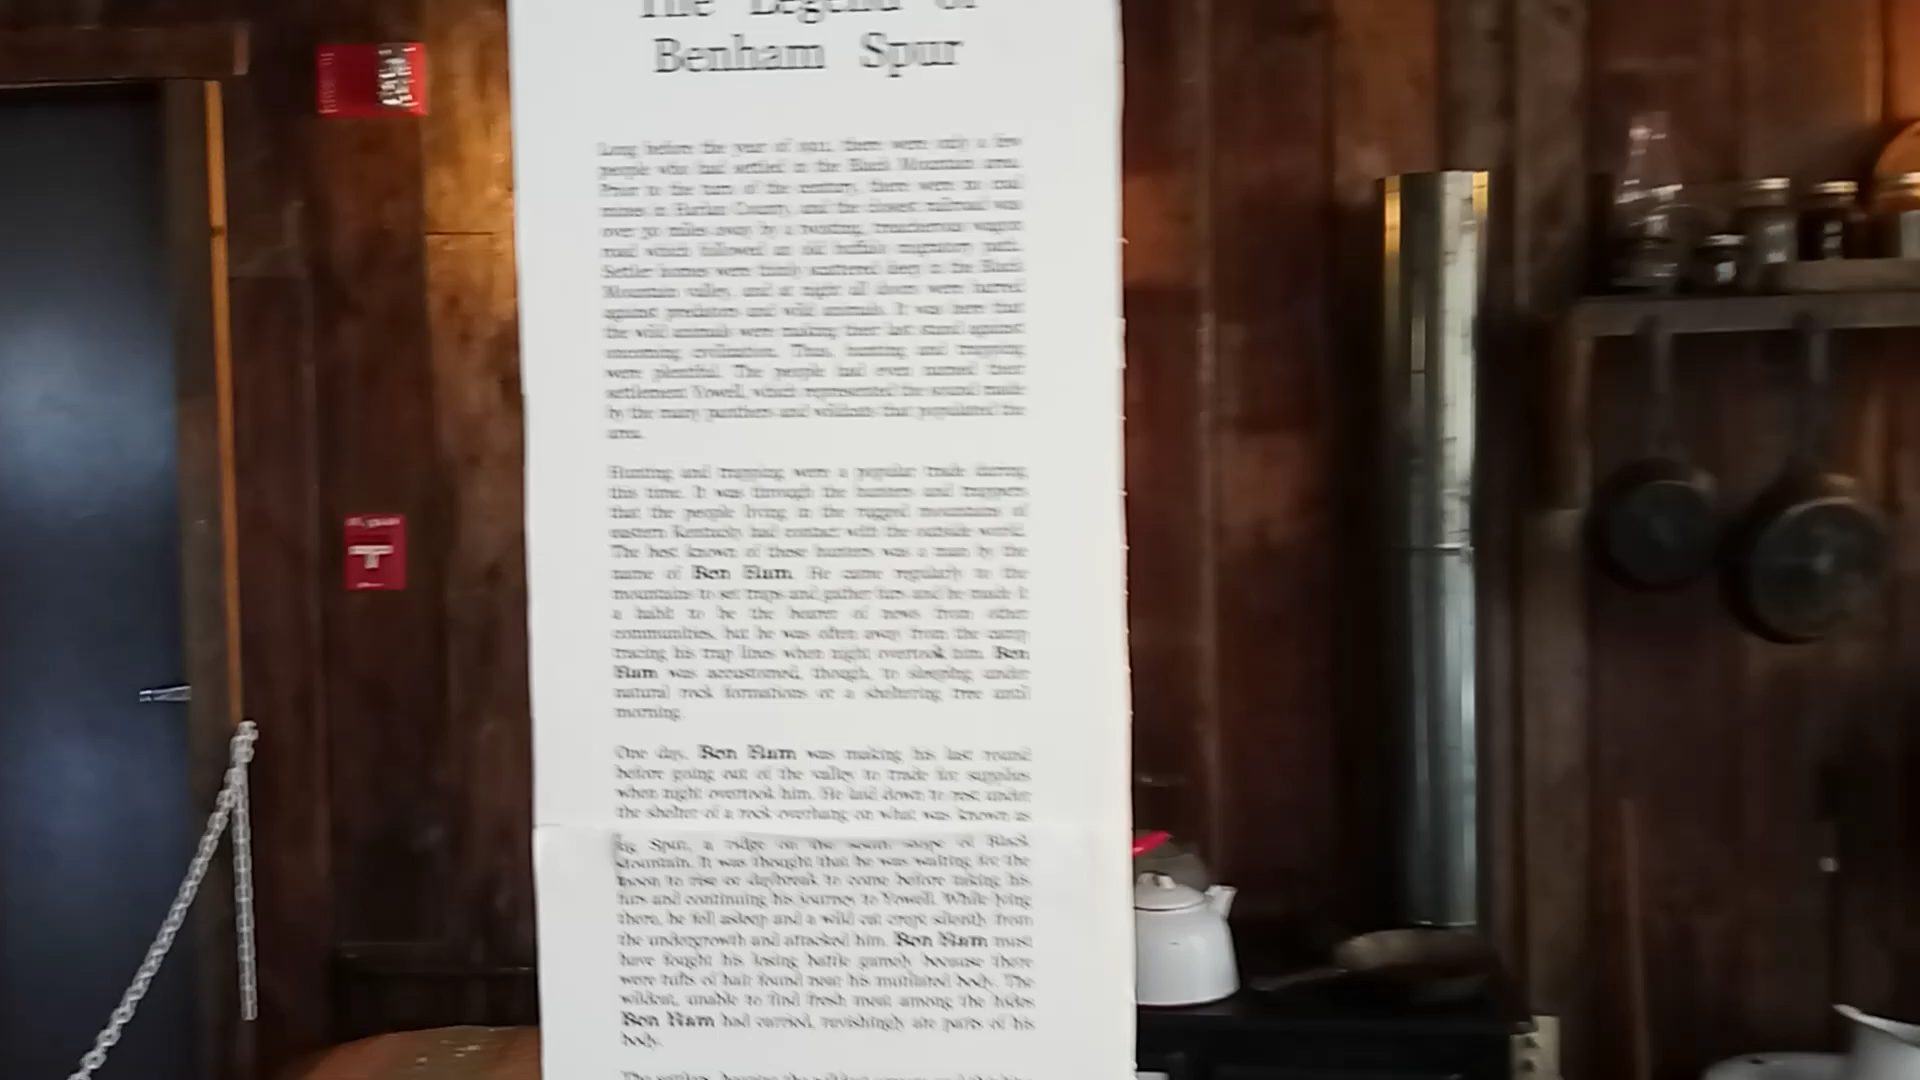 The Legend of
Benham Spur
Long before the year of 1911, there were only a few
people who had settled in the Black Mountain area.
Prior to the turn of the century, there were no coal
mines in Harlan County, and the closest railroad was
over 30 miles away by a twisting, treacherous wagon
road which followed an old buffalo migratory path.
Settler homes were thinly scattered deep in the Black
Mountain valley, and at night all doors were barred
against predators and wild animals. It was here that
the wild animals were making their last stand against
oncoming civilization. Thus, hunting and trapping
were plentiful. The people had even named their
settlement Yowell, which represented the sound made
by the many panthers and wildcats that populated the
area.
Hunting and trapping were a popular trade during
this time. It was through the hunters and trappers
that the people living in the rugged mountains of
eastern Kentucky had contact with the outside world.
The best known of these hunters was a man by the
name of Ben Ham. He came regularly to the
mountains to set traps and gather furs and he made it
a habit to be the bearer of news from other
communities, but he was often away from the camp
tracing his trap lines when night overtook him. Ben
Ham was accustomed, though, to sleeping under
natural rock formations or a sheltering tree until
morning.
One day, Ben Ham was making his last round
before going out of the valley to trade for supplies
when night overtook him. He laid down to rest under
the shelter of a rock overhang on what was known as
Spur, a ridge on the south slope of Black
Mountain. It was thought that he was waiting for the
moon to rise or daybreak to come before taking his
furs and continuing his journey to Yowell. While lying
there, he fell asleep and a wild cat crept silently from
the undergrowth and attacked him. Ben Ham must
have fought his losing battle gamely because there
were tufts of hair found near his mutilated body. The
wildcat, unable to find fresh meat among the hides
Ben Ham had carried, ravishingly ate parts of his
body.